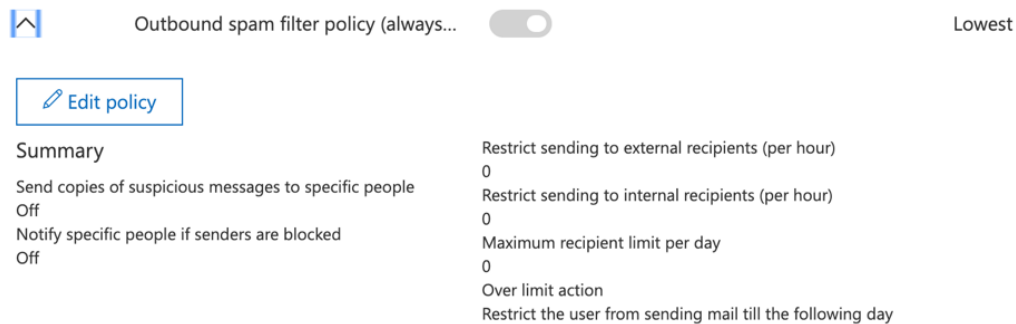 Outbound spam filter policy (always... Lowest
Edit policy
Summary
Send copies of suspicious messages to specific people
Off
Notify specific people if senders are blocked
Off
Restrict sending to external recipients (per hour)
0
Restrict sending to internal recipients (per hour)
0
Maximum recipient limit per day
0
Over limit action
Restrict the user from sending mail till the following day